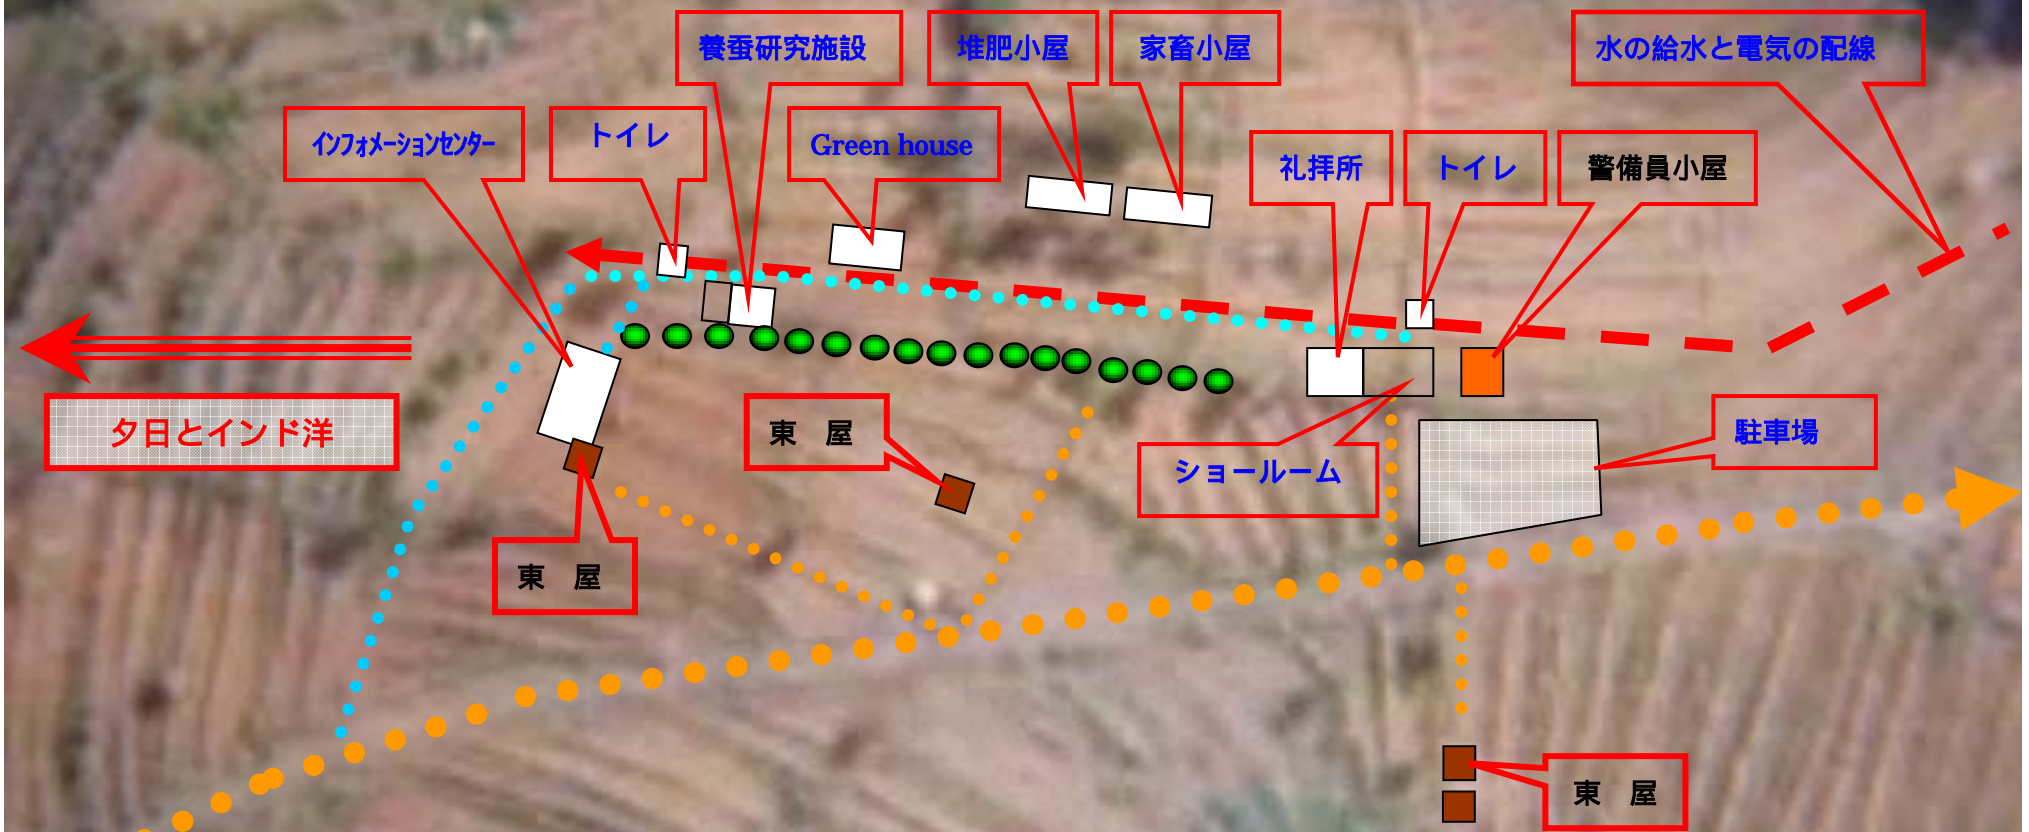 養蚕研究施設
堆肥小屋
家畜小屋
水の給水と電気の配線
インフォメーションセンター
トイレ
Green house
礼拝所
トイレ
警備員小屋
夕日とインド洋
東　屋
ショールーム
駐車場
東　屋
東　屋